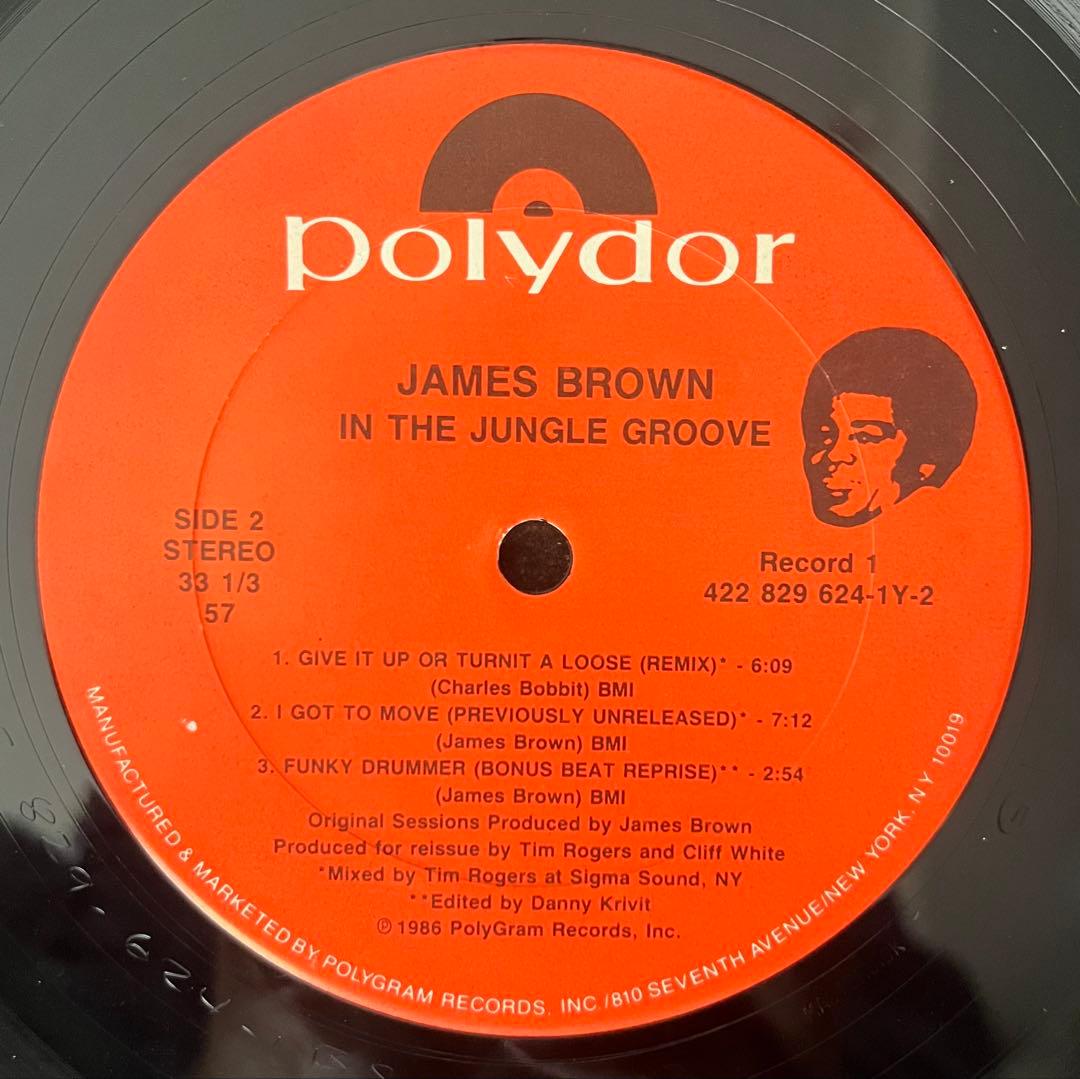 polydor
JAMES BROWN
IN THE JUNGLE GROOVE
SIDE 2
STEREO
33 1/3
57
Record 1
422 829 624-1Y-2
1. GIVE IT UP OR TURNIT A LOOSE (REMIX)* - 6:09
(Charles Bobbit) BMI
2. I GOT TO MOVE (PREVIOUSLY UNRELEASED)* - 7:12
(James Brown) BMI
3. FUNKY DRUMMER (BONUS BEAT REPRISE)** - 2:54
(James Brown) BMI
Original Sessions Produced by James Brown
Produced for reissue by Tim Rogers and Cliff White
*Mixed by Tim Rogers at Sigma Sound, NY
**Edited by Danny Krivit
℗ 1986 PolyGram Records, Inc.
MANUFACTURED & MARKETED BY POLYGRAM RECORDS, INC./810 SEVENTH AVENUE/NEW YORK, NY 10019
829-624-